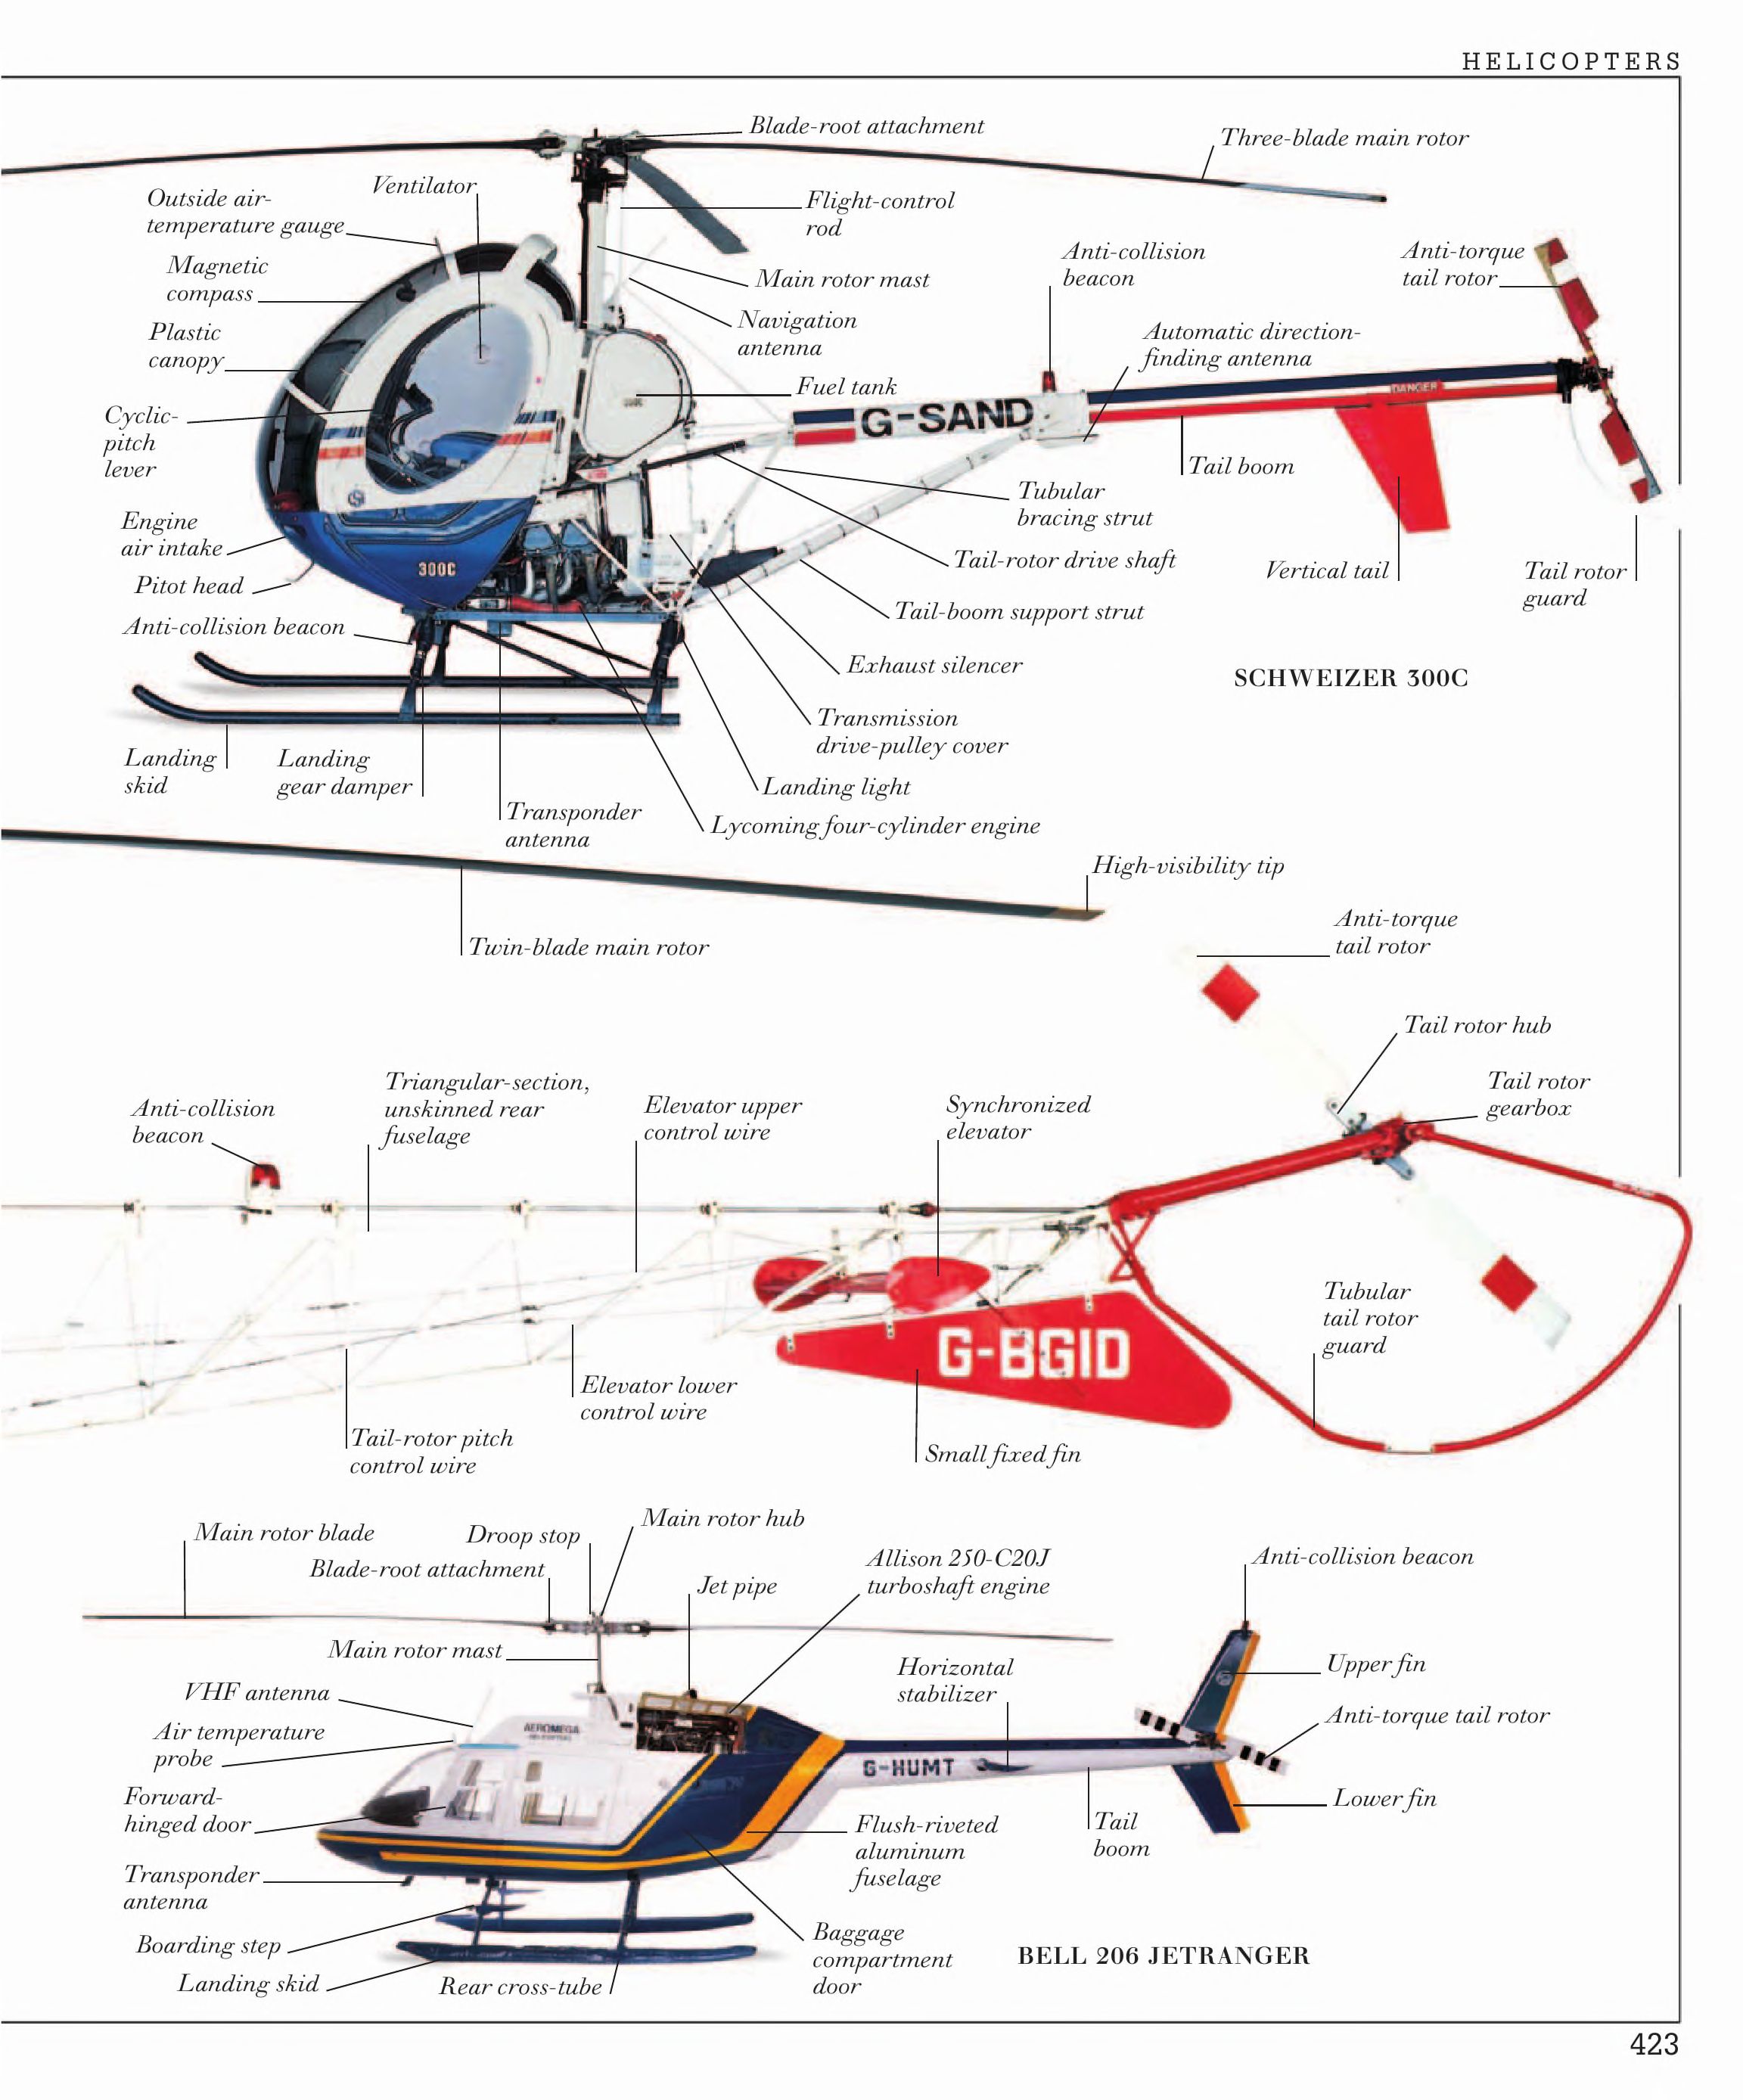 HELICOPTERS
Blade-root attachment
Three-blade main rotor
Ventilator
Outside air-
temperature gauge
Flight-control
rod
Magnetic
compass
Main rotor mast
Anti-collision
beacon
Anti-torque
tail rotor
Plastic
canopy
Navigation
antenna
Automatic direction-
finding antenna
Fuel tank
300C
DANGER
G-SAND
Cyclic-
pitch
lever
Tail boom
Tubular
bracing strut
Engine
air intake
300C
Tail-rotor drive shaft
Vertical tail
Tail rotor
guard
Pitot head
Tail-boom support strut
Anti-collision beacon
Exhaust silencer
SCHWEIZER 300C
Transmission
drive-pulley cover
Landing
skid
Landing
gear damper
Landing light
Transponder
antenna
Lycoming four-cylinder engine
High-visibility tip
Twin-blade main rotor
Anti-torque
tail rotor
Tail rotor hub
Tail rotor
gearbox
Anti-collision
beacon
Triangular-section,
unskinned rear
fuselage
Elevator upper
control wire
Synchronized
elevator
Tubular
tail rotor
guard
G-BGID
Elevator lower
control wire
Tail-rotor pitch
control wire
Small fixed fin
Main rotor blade
Droop stop
Main rotor hub
Blade-root attachment
Jet pipe
Allison 250-C20J
turboshaft engine
Anti-collision beacon
Main rotor mast
Horizontal
stabilizer
Upper fin
VHF antenna
AEROMEGA
Anti-torque tail rotor
Air temperature
probe
G-HUMT
Forward-
hinged door
Lower fin
Flush-riveted
aluminum
fuselage
Tail
boom
Transponder
antenna
Boarding step
Baggage
compartment
door
BELL 206 JETRANGER
Landing skid
Rear cross-tube
423